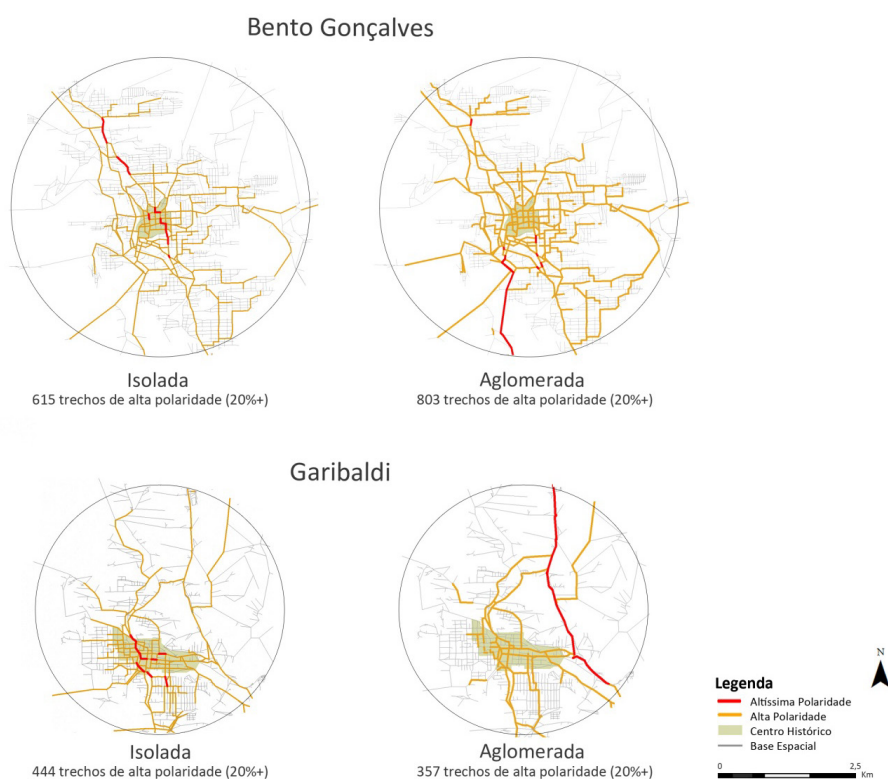 Bento Gonçalves
Isolada
615 trechos de alta polaridade (20%+)
Aglomerada
803 trechos de alta polaridade (20%+)
Garibaldi
Isolada
444 trechos de alta polaridade (20%+)
Aglomerada
357 trechos de alta polaridade (20%+)
N
Legenda
Altíssima Polaridade
Alta Polaridade
Centro Histórico
Base Espacial
0 2,5
Km